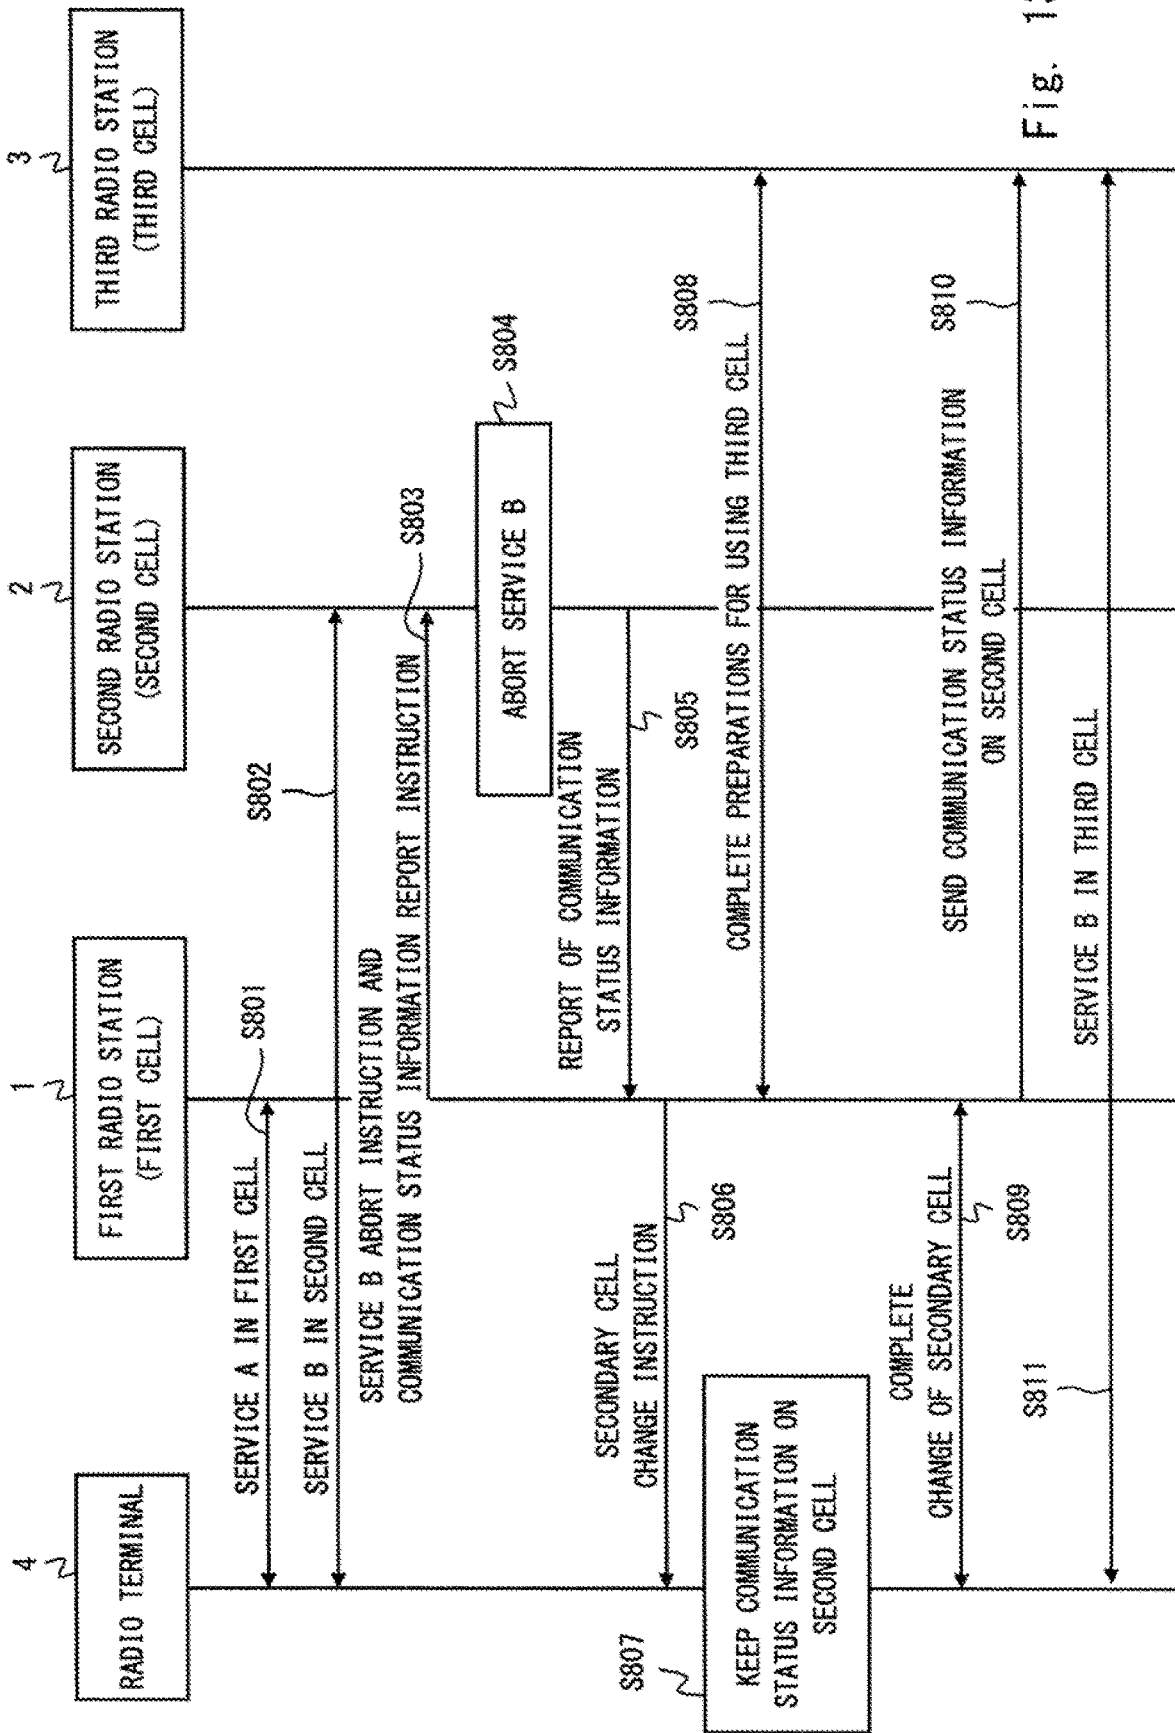 4
RADIO TERMINAL
1
FIRST RADIO STATION
(FIRST CELL)
2
SECOND RADIO STATION
(SECOND CELL)
3
THIRD RADIO STATION
(THIRD CELL)
SERVICE A IN FIRST CELL
S801
SERVICE B IN SECOND CELL
S802
SERVICE B ABORT INSTRUCTION AND
COMMUNICATION STATUS INFORMATION REPORT INSTRUCTION
S803
ABORT SERVICE B
S804
REPORT OF COMMUNICATION
STATUS INFORMATION
S805
SECONDARY CELL
CHANGE INSTRUCTION
S806
S807
KEEP COMMUNICATION
STATUS INFORMATION ON
SECOND CELL
COMPLETE PREPARATIONS FOR USING THIRD CELL
S808
COMPLETE
CHANGE OF SECONDARY CELL
S809
SEND COMMUNICATION STATUS INFORMATION
ON SECOND CELL
S810
SERVICE B IN THIRD CELL
S811
Fig.